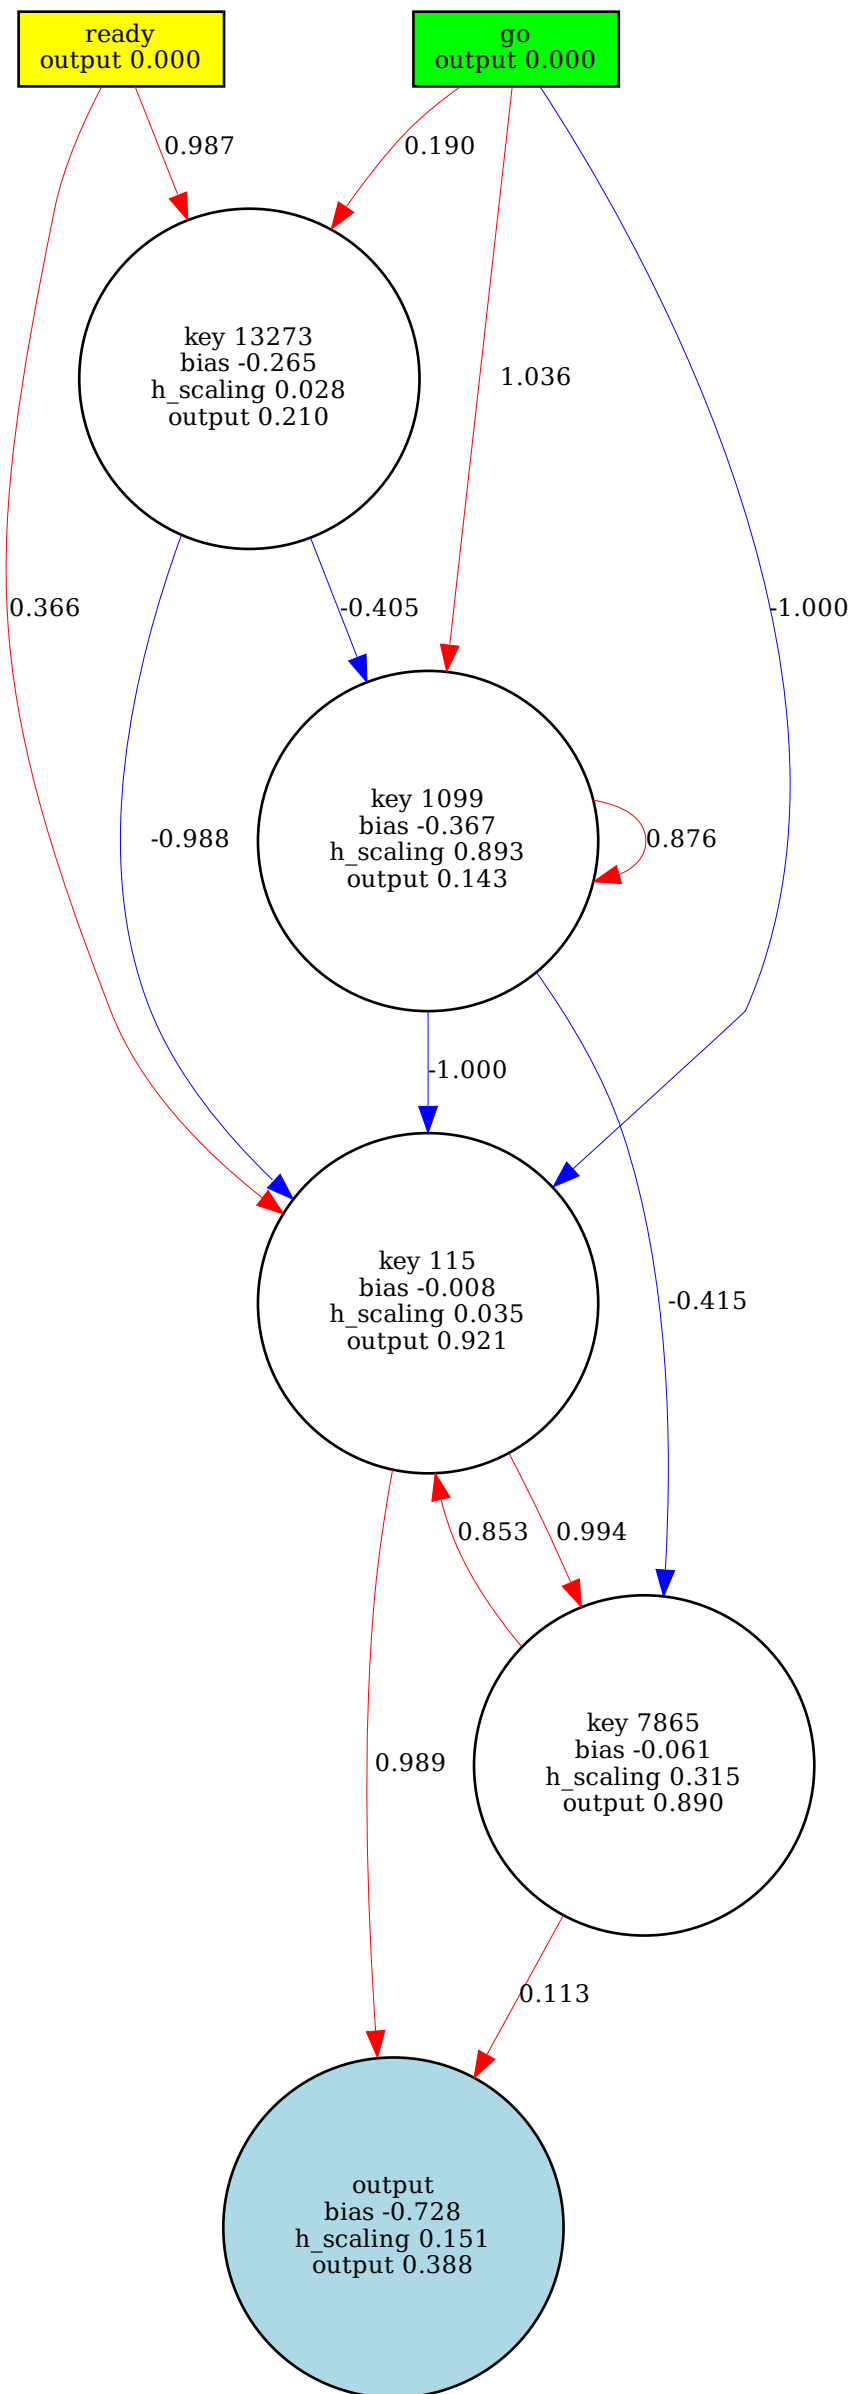 ready
output 0.000
go
output 0.000
0.987
0.190
key 13273
bias -0.265
h_scaling 0.028
output 0.210
1.036
0.366
-0.405
-1.000
key 1099
bias -0.367
h_scaling 0.893
output 0.143
-0.988
0.876
-1.000
key 115
bias -0.008
h_scaling 0.035
output 0.921
-0.415
0.853
0.994
key 7865
bias -0.061
h_scaling 0.315
output 0.890
0.989
0.113
output
bias -0.728
h_scaling 0.151
output 0.388